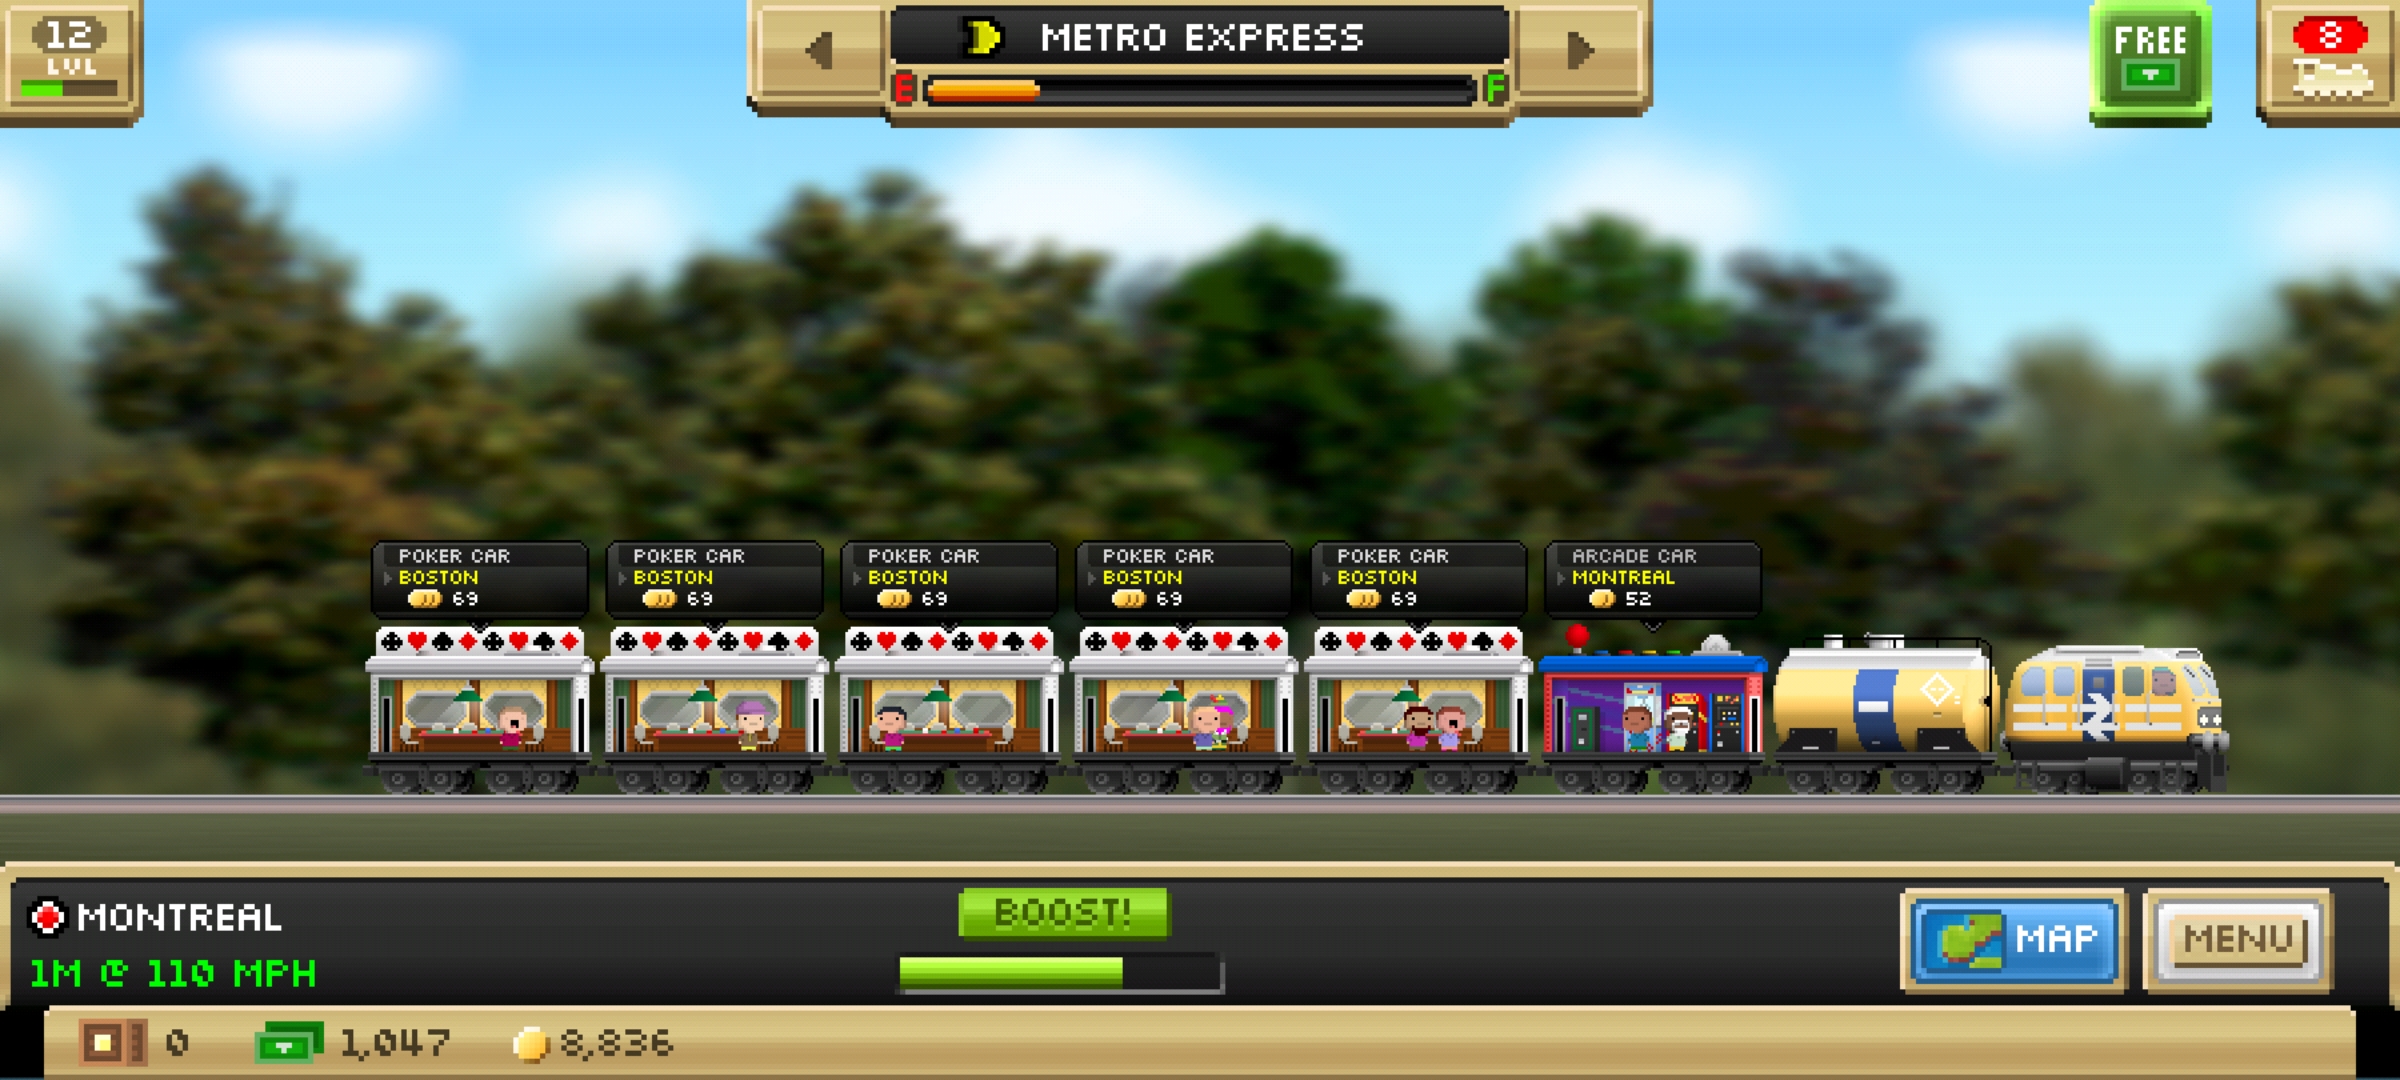 12
LVL
METRO EXPRESS
E F
FREE
8
POKER CAR
BOSTON
69
POKER CAR
BOSTON
69
POKER CAR
BOSTON
69
POKER CAR
BOSTON
69
POKER CAR
BOSTON
69
ARCADE CAR
MONTREAL
52
MONTREAL
1M @ 110 MPH
BOOST!
MAP
MENU
0
1,047
8,836